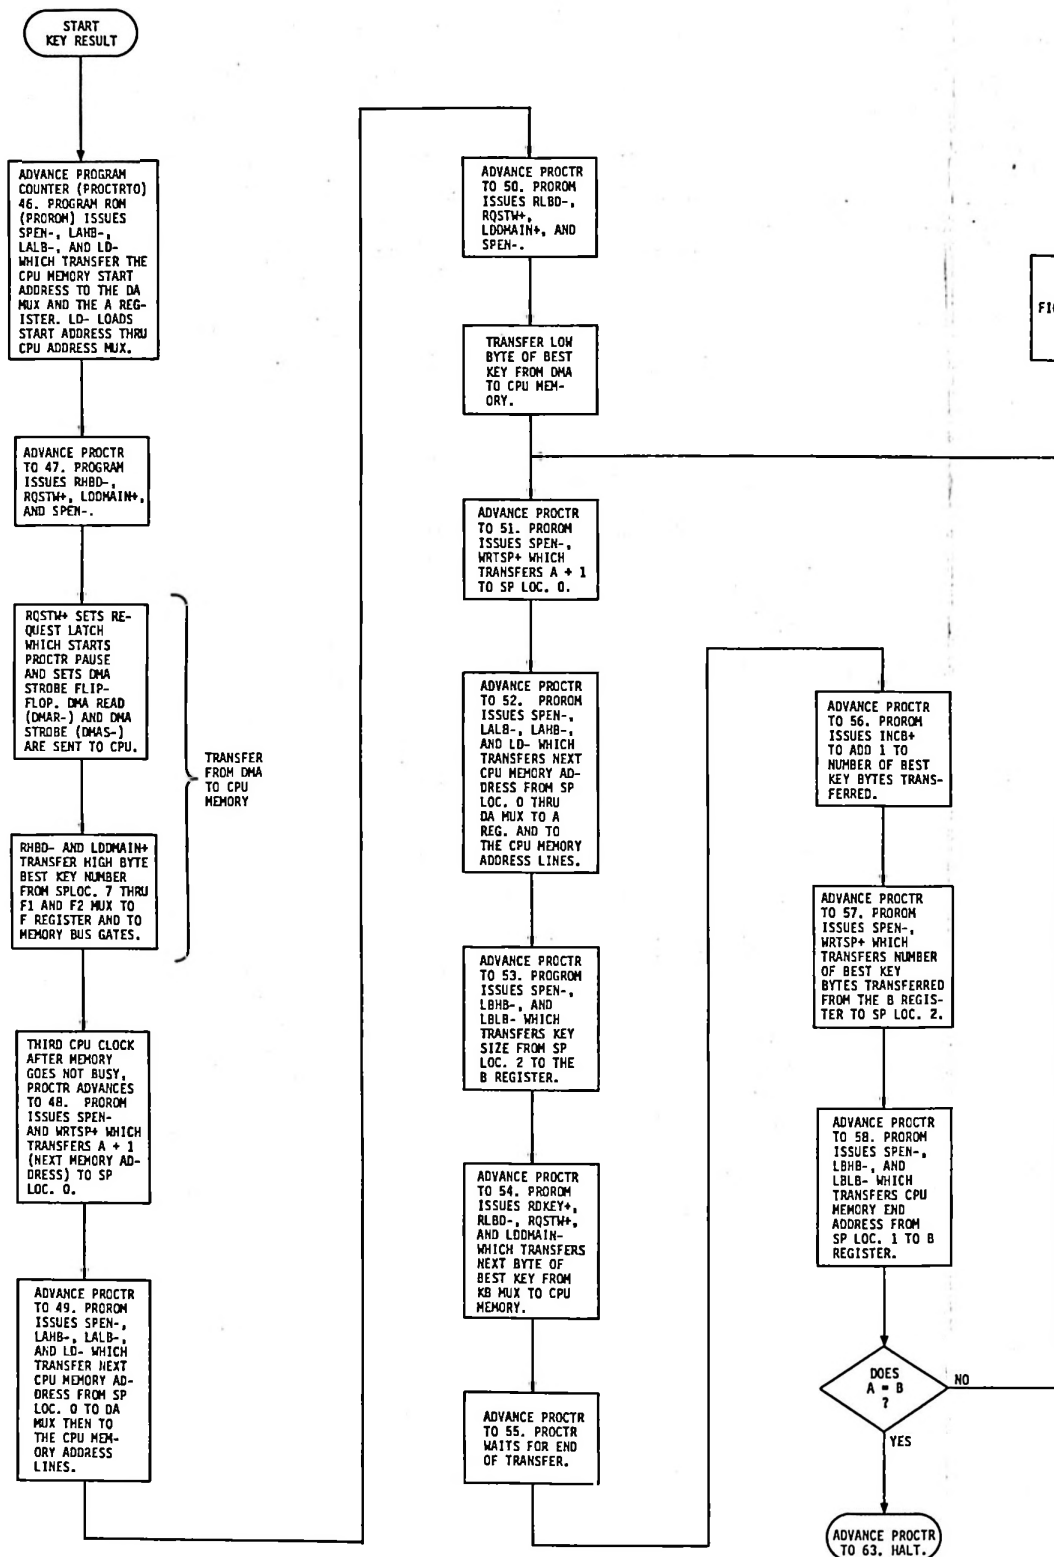 START
KEY RESULT
ADVANCE PROGRAM
COUNTER (PROCTRTO)
46. PROGRAM ROM
(PROROM) ISSUES
SPEN-, LAHB-,
LALB-, AND LD-
WHICH TRANSFER THE
CPU MEMORY START
ADDRESS TO THE DA
MUX AND THE A REG-
ISTER. LD- LOADS
START ADDRESS THRU
CPU ADDRESS MUX.
ADVANCE PROCTR
TO 47. PROGRAM
ISSUES RHBD-,
RQSTW+, LDDMAIN+,
AND SPEN-.
RQSTW+ SETS RE-
QUEST LATCH
WHICH STARTS
PROCTR PAUSE
AND SETS DMA
STROBE FLIP-
FLOP. DMA READ
(DMAR-) AND DMA
STROBE (DMAS-)
ARE SENT TO CPU.
RHBD- AND LDDMAIN+
TRANSFER HIGH BYTE
BEST KEY NUMBER
FROM SPLOC. 7 THRU
F1 AND F2 MUX TO
F REGISTER AND TO
MEMORY BUS GATES.
TRANSFER
FROM DMA
TO CPU
MEMORY
THIRD CPU CLOCK
AFTER MEMORY
GOES NOT BUSY,
PROCTR ADVANCES
TO 48. PROROM
ISSUES SPEN-
AND WRTSP+ WHICH
TRANSFERS A + 1
(NEXT MEMORY AD-
DRESS) TO SP
LOC. 0.
ADVANCE PROCTR
TO 49. PROROM
ISSUES SPEN-,
LAHB-, LALB-,
AND LD- WHICH
TRANSFER NEXT
CPU MEMORY AD-
DRESS FROM SP
LOC. 0 TO DA
MUX THEN TO
THE CPU MEM-
ORY ADDRESS
LINES.
ADVANCE PROCTR
TO 50. PROROM
ISSUES RLBD-,
RQSTW+,
LDDMAIN+, AND
SPEN-.
TRANSFER LOW
BYTE OF BEST
KEY FROM DMA
TO CPU MEM-
ORY.
ADVANCE PROCTR
TO 51. PROROM
ISSUES SPEN-,
WRTSP+ WHICH
TRANSFERS A + 1
TO SP LOC. 0.
ADVANCE PROCTR
TO 52. PROROM
ISSUES SPEN-,
LALB-, LAHB-,
AND LD- WHICH
TRANSFERS NEXT
CPU MEMORY AD-
DRESS FROM SP
LOC. 0 THRU
DA MUX TO A
REG. AND TO
THE CPU MEMORY
ADDRESS LINES.
ADVANCE PROCTR
TO 53. PROGROM
ISSUES SPEN-,
LBHB-, AND
LBLB- WHICH
TRANSFERS KEY
SIZE FROM SP
LOC. 2 TO THE
B REGISTER.
ADVANCE PROCTR
TO 54. PROROM
ISSUES RDKEY+,
RLBD-, RQSTW+,
AND LDDMAIN-
WHICH TRANSFERS
NEXT BYTE OF
BEST KEY FROM
KB MUX TO CPU
MEMORY.
ADVANCE PROCTR
TO 55. PROCTR
WAITS FOR END
OF TRANSFER.
ADVANCE PROCTR
TO 56. PROROM
ISSUES INCB+
TO ADD 1 TO
NUMBER OF BEST
KEY BYTES TRANS-
FERRED.
ADVANCE PROCTR
TO 57. PROROM
ISSUES SPEN-,
WRTSP+ WHICH
TRANSFERS NUMBER
OF BEST KEY
BYTES TRANSFERRED
FROM THE B REGIS-
TER TO SP LOC. 2.
ADVANCE PROCTR
TO 58. PROROM
ISSUES SPEN-,
LBHB-, AND
LBLB- WHICH
TRANSFERS CPU
MEMORY END
ADDRESS FROM
SP LOC. 1 TO B
REGISTER.
DOES
A = B
?
NO
YES
ADVANCE PROCTR
TO 63. HALT.